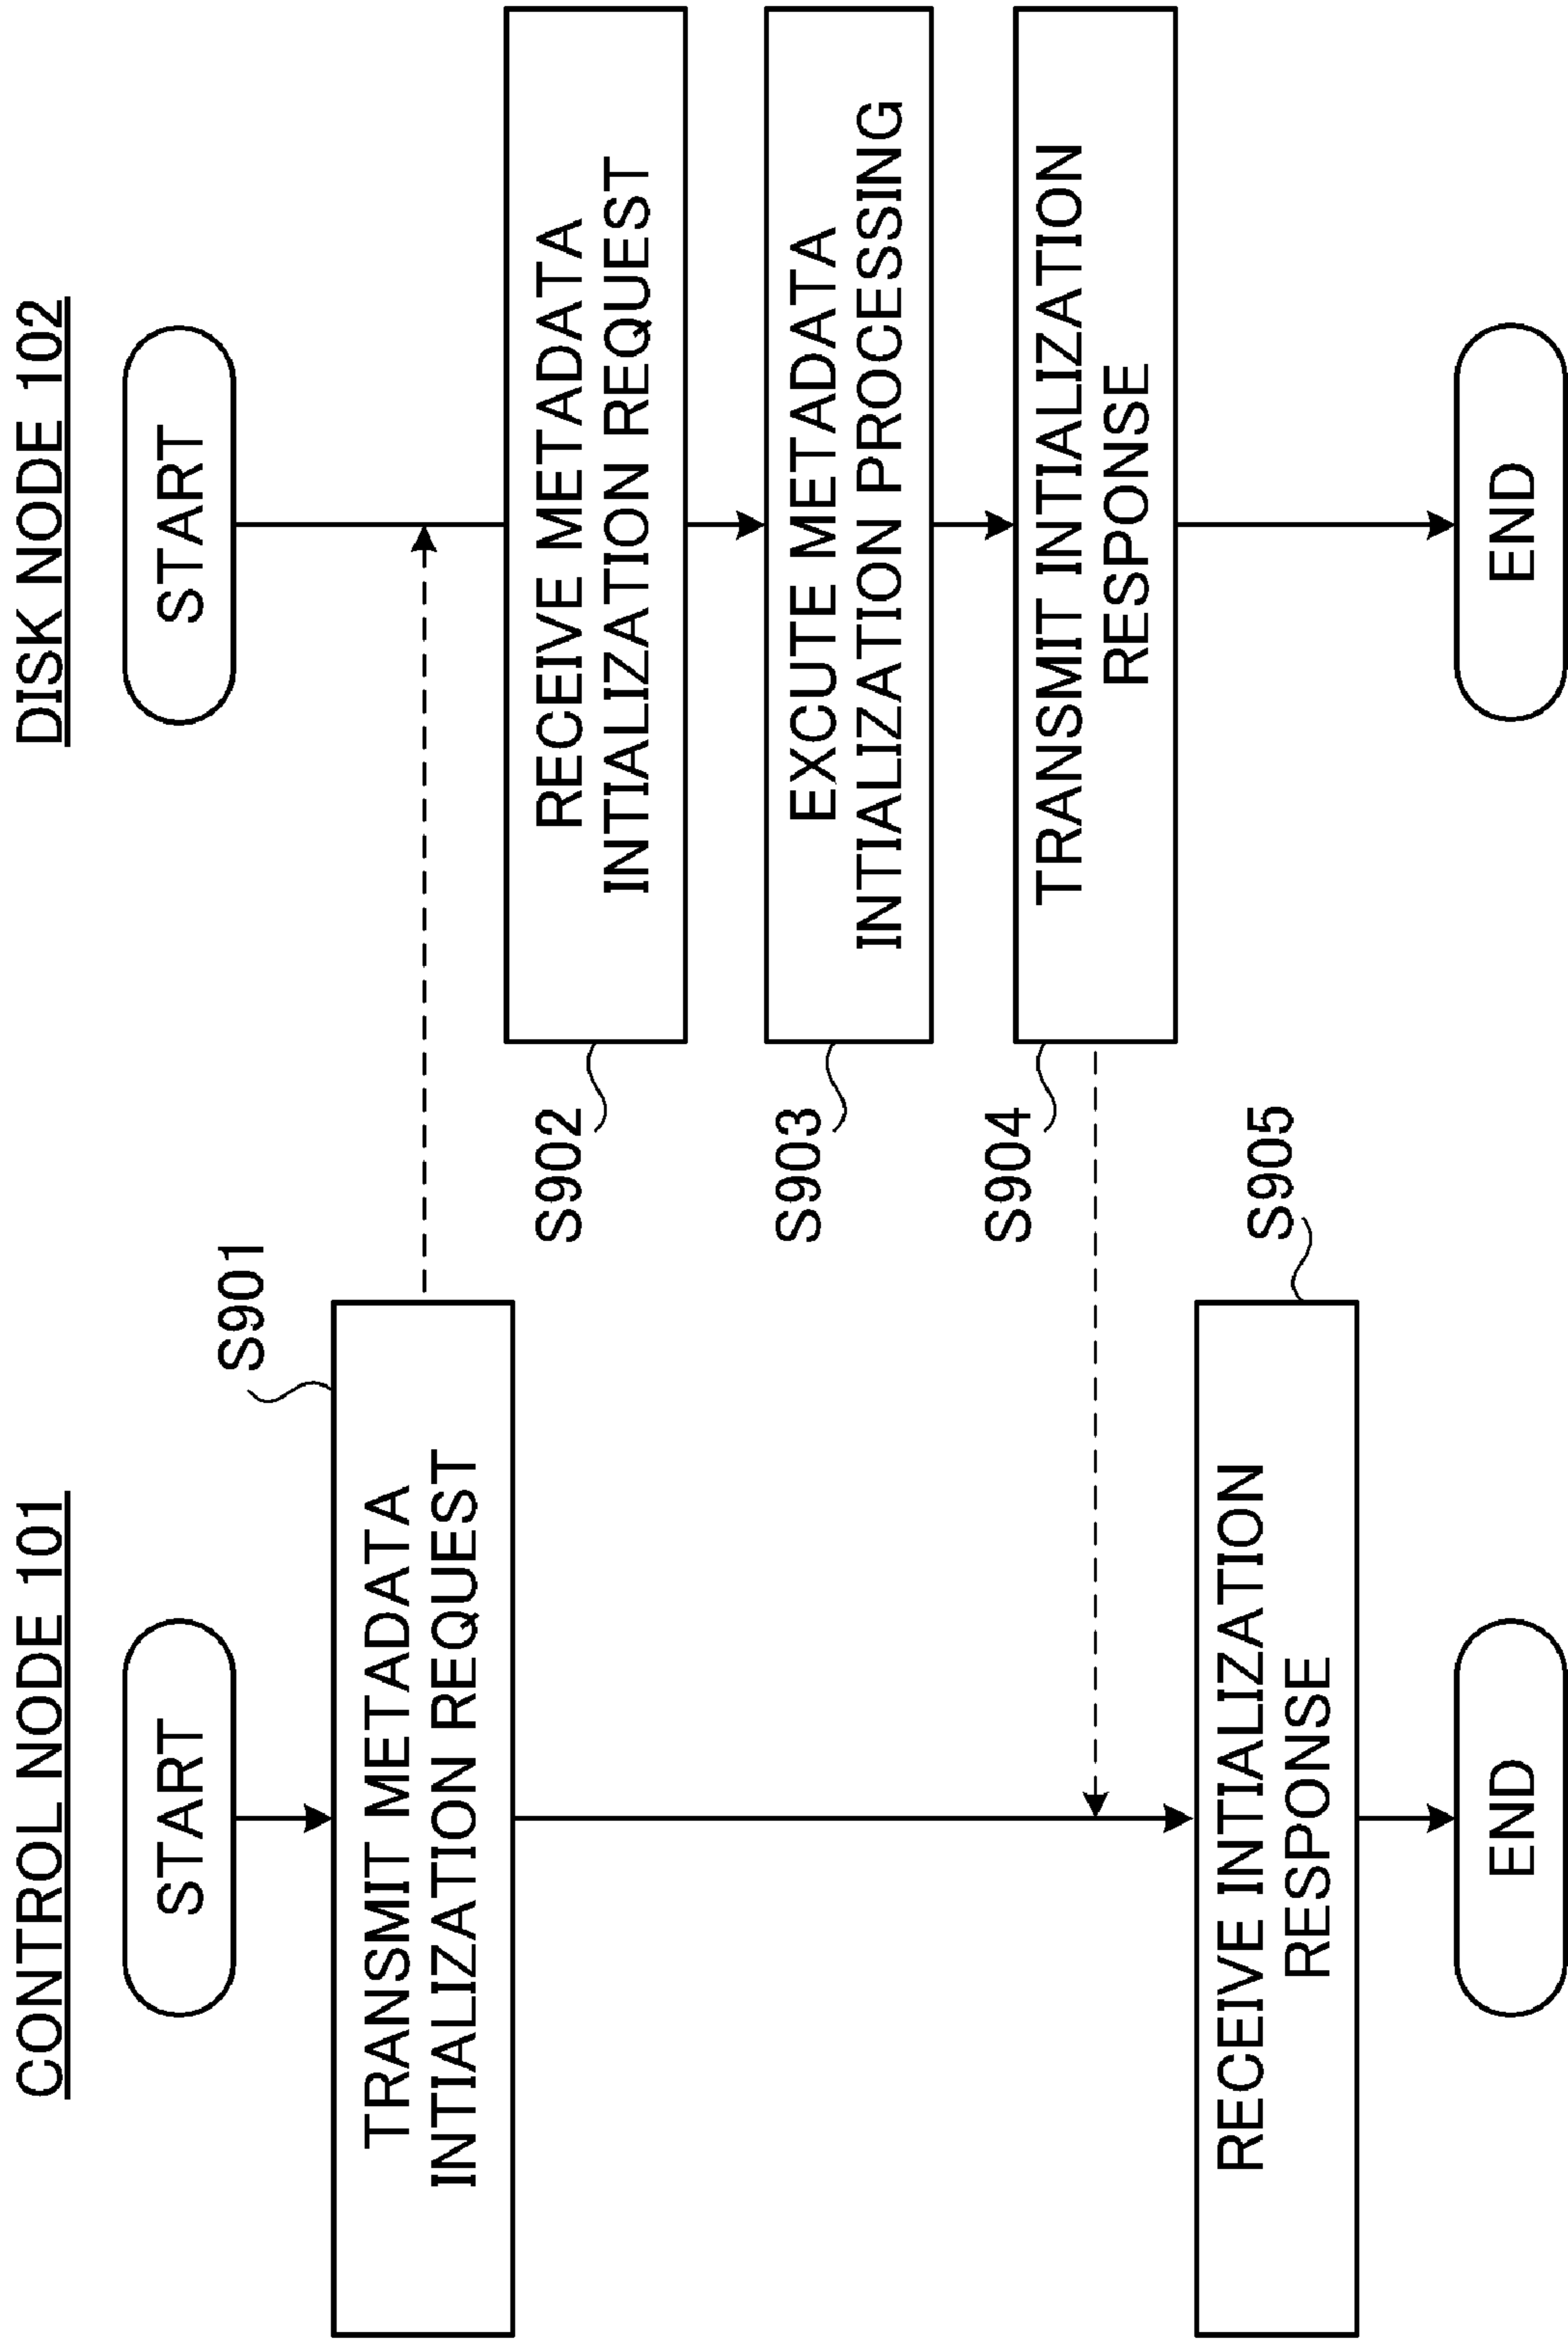 CONTROL NODE 101
START
S901
TRANSMIT METADATA
INTIALIZATION REQUEST
S905
RECEIVE INTIALIZATION
RESPONSE
END
DISK NODE 102
START
S902
RECEIVE METADATA
INTIALIZATION REQUEST
S903
EXCUTE METADATA
INTIALIZATION PROCESSING
S904
TRANSMIT INTIALIZATION
RESPONSE
END